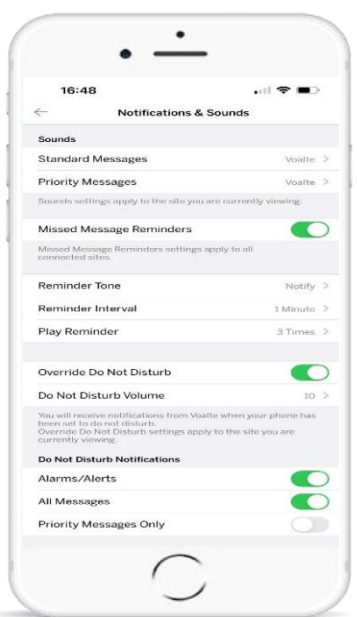 16:48
Notifications & Sounds
Sounds
Standard Messages Voalte >
Priority Messages Voalte >
Sounds settings apply to the site you are currently viewing.
Missed Message Reminders
Missed Message Reminders settings apply to all
connected sites.
Reminder Tone Notify >
Reminder Interval 1 Minute >
Play Reminder 3 Times >
Override Do Not Disturb
Do Not Disturb Volume 10 >
You will receive notifications from Voalte when your phone has
been set to do not disturb.
Override Do Not Disturb settings apply to the site you are
currently viewing.
Do Not Disturb Notifications
Alarms/Alerts
All Messages
Priority Messages Only